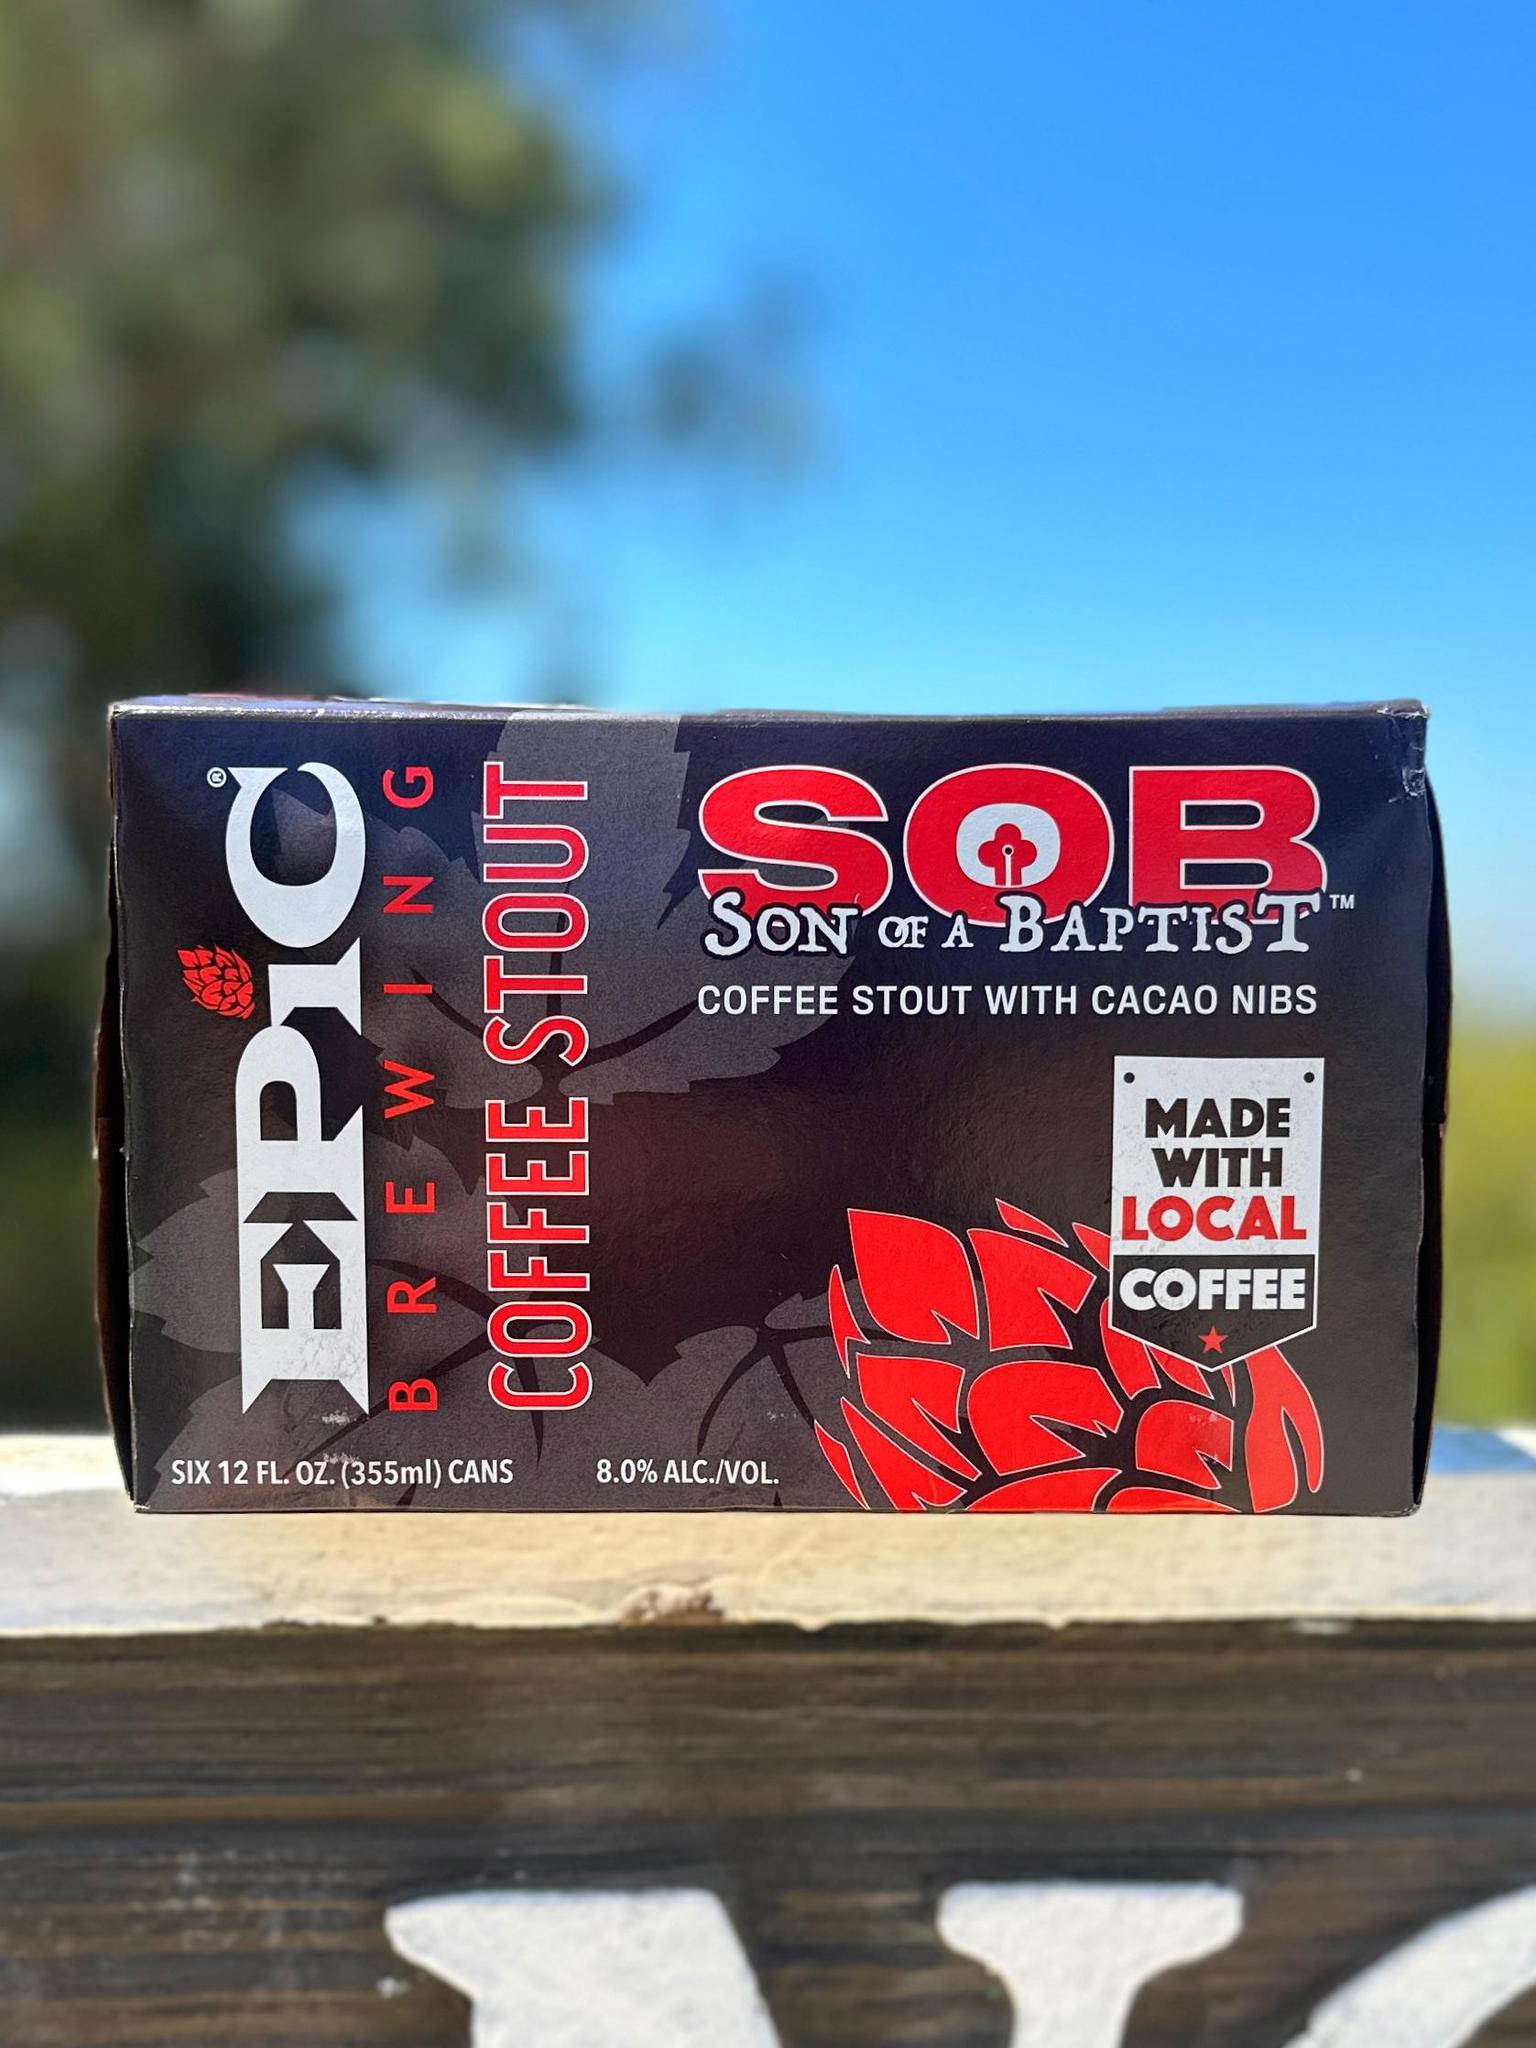 EPIC®
BREWING
COFFEE STOUT
SOB
SON OF A BAPTIST™
COFFEE STOUT WITH CACAO NIBS
MADE
WITH
LOCAL
COFFEE
SIX 12 FL. OZ. (355ml) CANS
8.0% ALC./VOL.